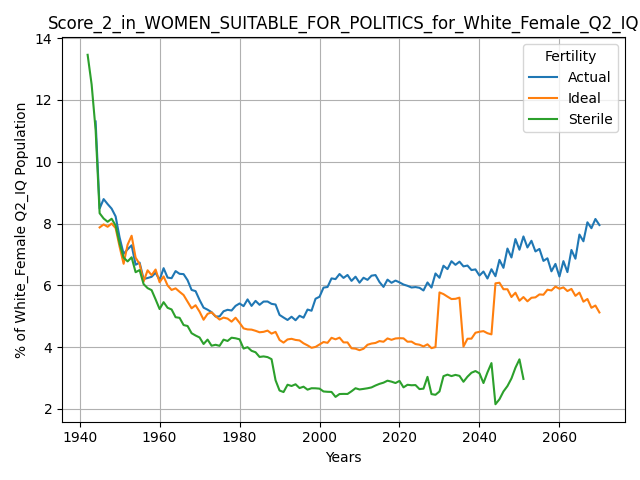 Score_2_in_WOMEN_SUITABLE_FOR_POLITICS_for_White_Female_Q2_IQ
% of White_Female Q2_IQ Population
14
12
10
8
6
4
2
Fertility
Actual
Ideal
Sterile
1940 1960 1980 2000 2020 2040 2060
Years